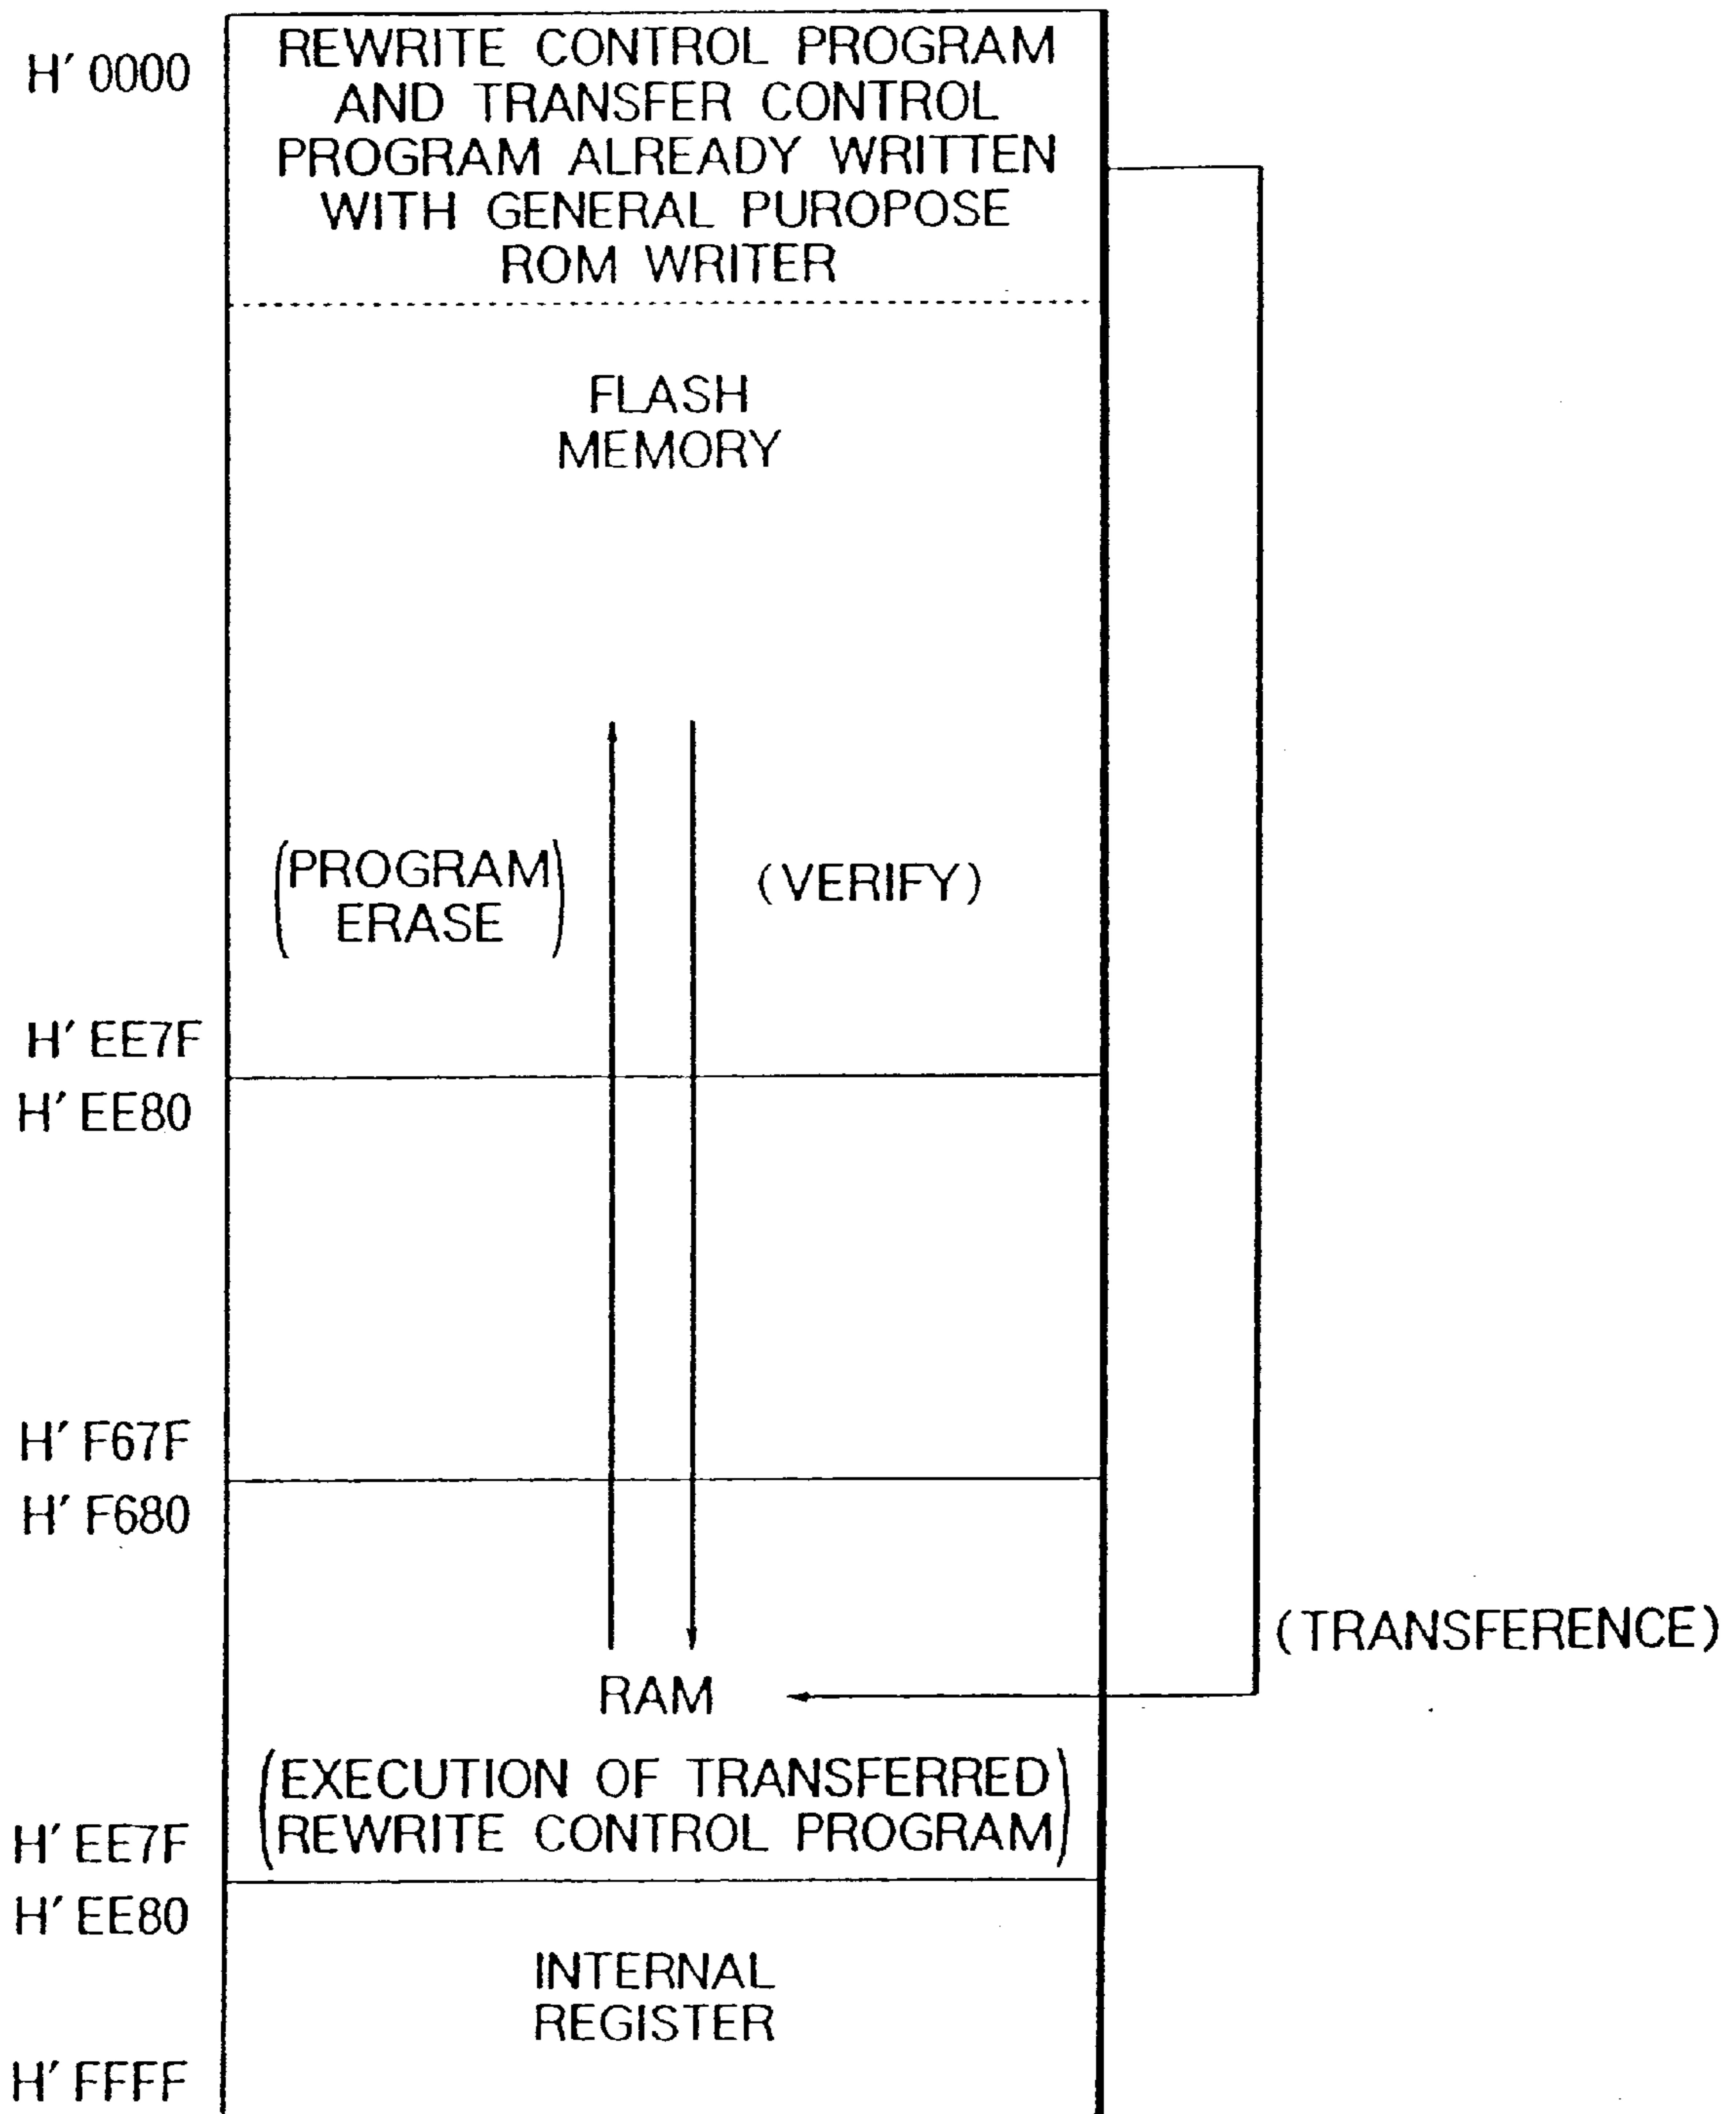 H' 0000
REWRITE CONTROL PROGRAM
AND TRANSFER CONTROL
PROGRAM ALREADY WRITTEN
WITH GENERAL PUROPOSE
ROM WRITER
FLASH
MEMORY
(PROGRAM
ERASE)
(VERIFY)
H' EE7F
H' EE80
H' F67F
H' F680
(TRANSFERENCE)
RAM
(EXECUTION OF TRANSFERRED
REWRITE CONTROL PROGRAM)
H' EE7F
H' EE80
INTERNAL
REGISTER
H' FFFF